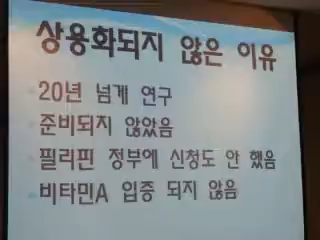 상용화되지 않은 이유
20년 넘게 연구
준비되지 않았음
필리핀 정부에 신청도 안 했음
비타민A 입증 되지 않음